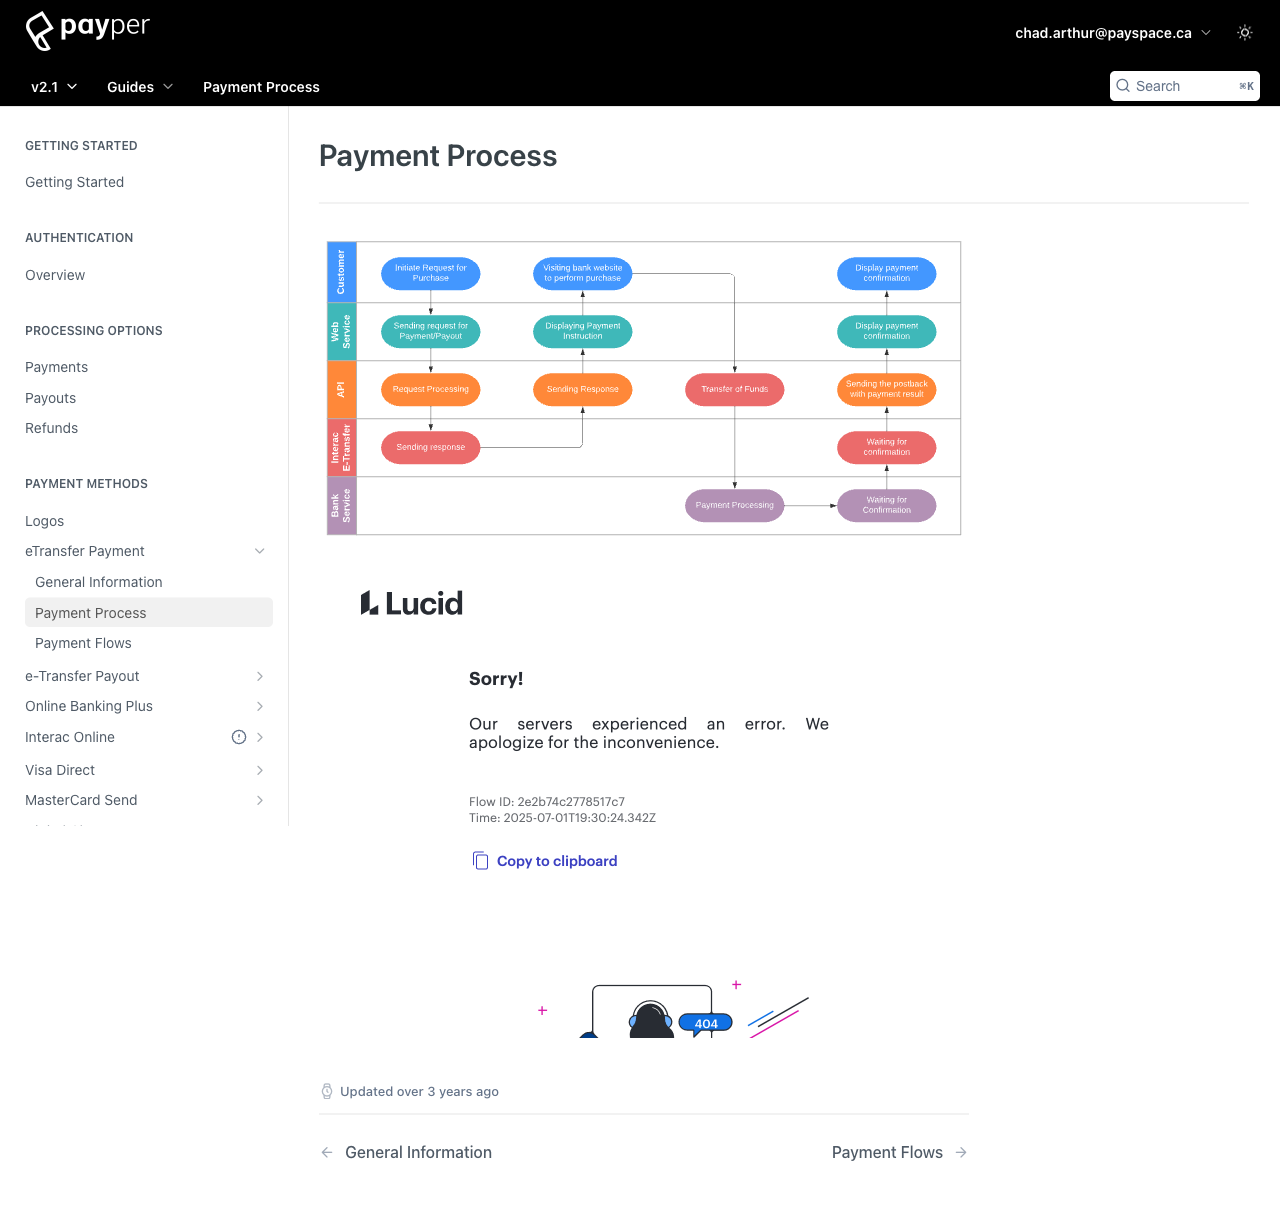 payper
chad.arthur@payspace.ca
v2.1
Guides
Payment Process
Search
⌘K
GETTING STARTED
Getting Started
AUTHENTICATION
Overview
PROCESSING OPTIONS
Payments
Payouts
Refunds
PAYMENT METHODS
Logos
eTransfer Payment
General Information
Payment Process
Payment Flows
e-Transfer Payout
Online Banking Plus
Interac Online
Visa Direct
MasterCard Send
Payment Process
Customer
Initiate Request for
Purchase
Visiting bank website
to perform purchase
Display payment
confirmation
Web
Service
Sending request for
Payment/Payout
Displaying Payment
Instruction
Display payment
confirmation
API
Request Processing
Sending Response
Transfer of Funds
Sending the postback
with payment result
Interac
E-Transfer
Sending response
Waiting for
confirmation
Bank
Service
Payment Processing
Waiting for
Confirmation
Lucid
Sorry!
Our servers experienced an error. We
apologize for the inconvenience.
Flow ID: 2e2b74c2778517c7
Time: 2025-07-01T19:30:24.342Z
Copy to clipboard
404
Updated over 3 years ago
General Information
Payment Flows